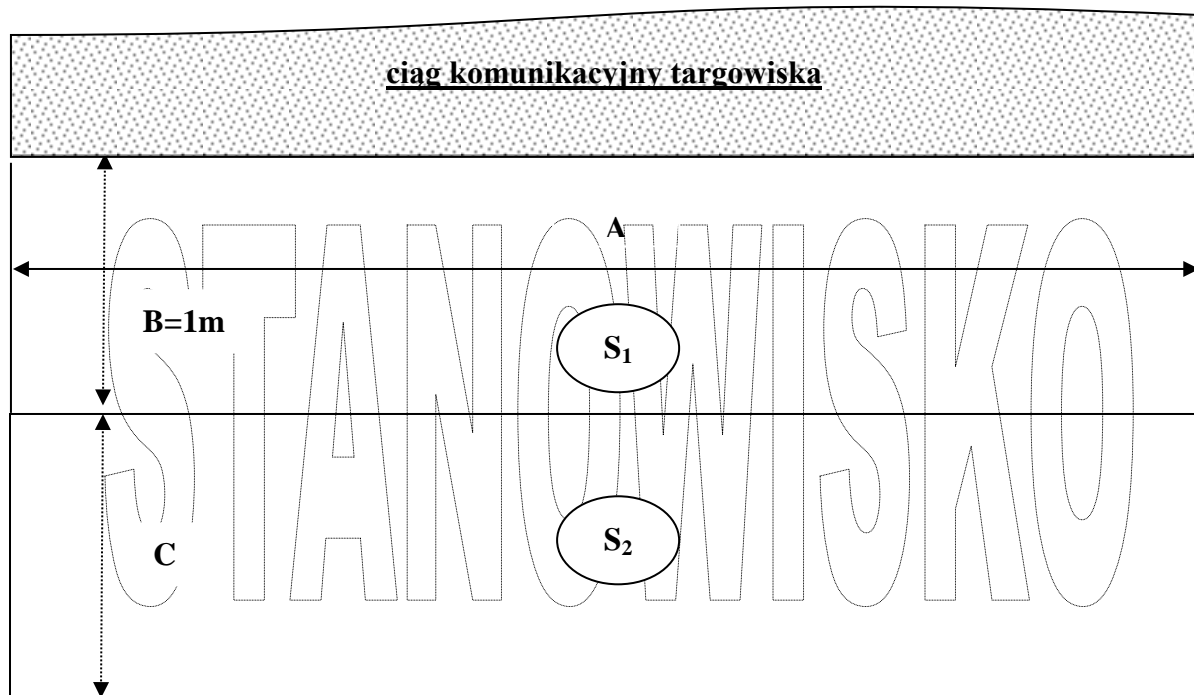 ciąg komunikacyjny targowiska
A
B=1m
S₁
STANOWISKO
S₂
C